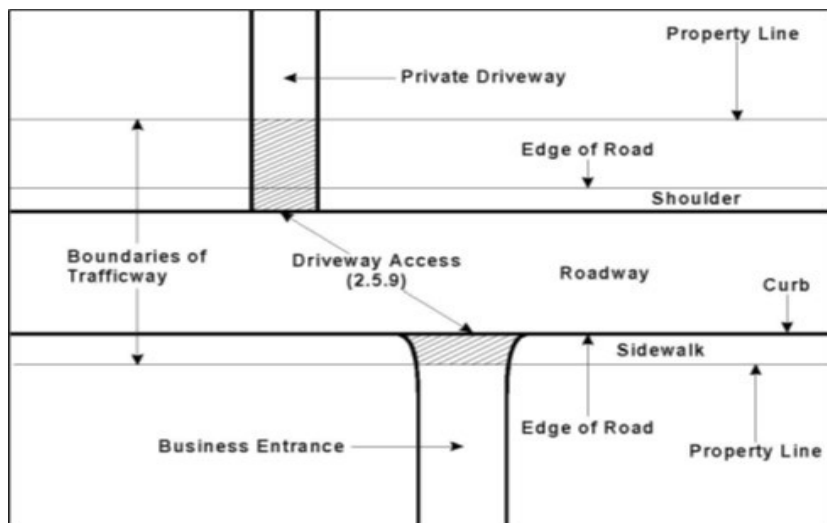 Property Line
Private Driveway
Edge of Road
Shoulder
Boundaries of
Trafficway
Driveway Access
(2.5.9)
Roadway
Curb
Sidewalk
Business Entrance
Edge of Road
Property Line